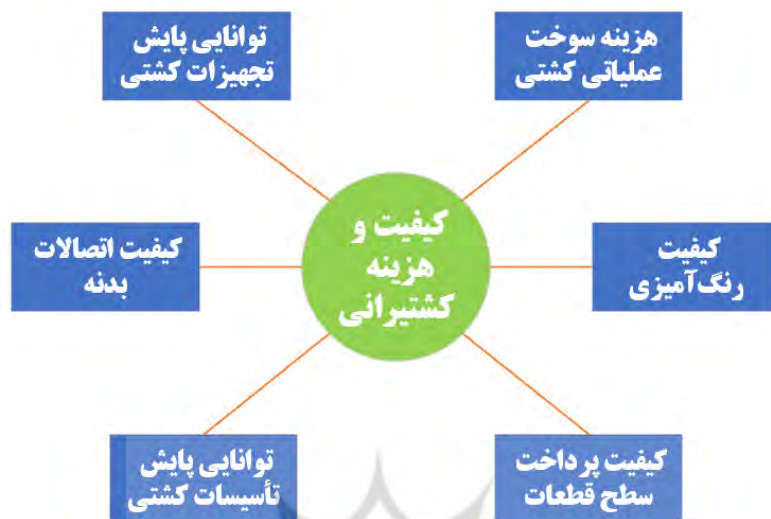 هزینه سوخت
عملیاتی کشتی
توانایی پایش
تجهیزات کشتی
کیفیت و
هزینه
کشتیرانی
کیفیت
رنگ‌آمیزی
کیفیت اتصالات
بدنه
کیفیت پرداخت
سطح قطعات
توانایی پایش
تأسیسات کشتی